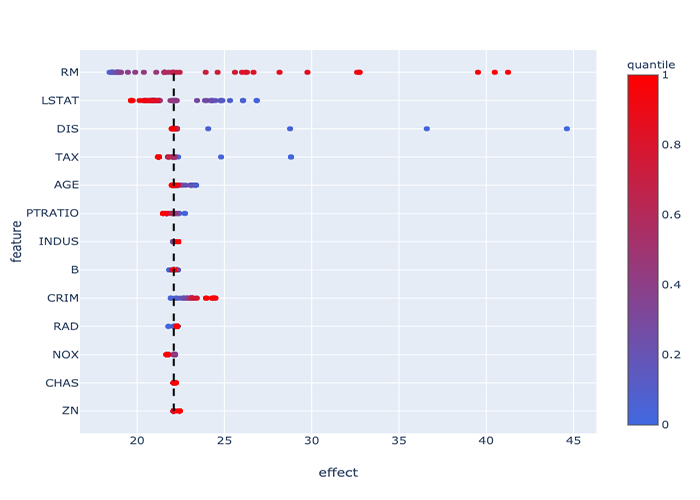 quantile
RM
LSTAT
DIS
TAX
AGE
PTRATIO
INDUS
B
CRIM
RAD
NOX
CHAS
ZN
feature
20 25 30 35 40 45
effect
1
0.8
0.6
0.4
0.2
0